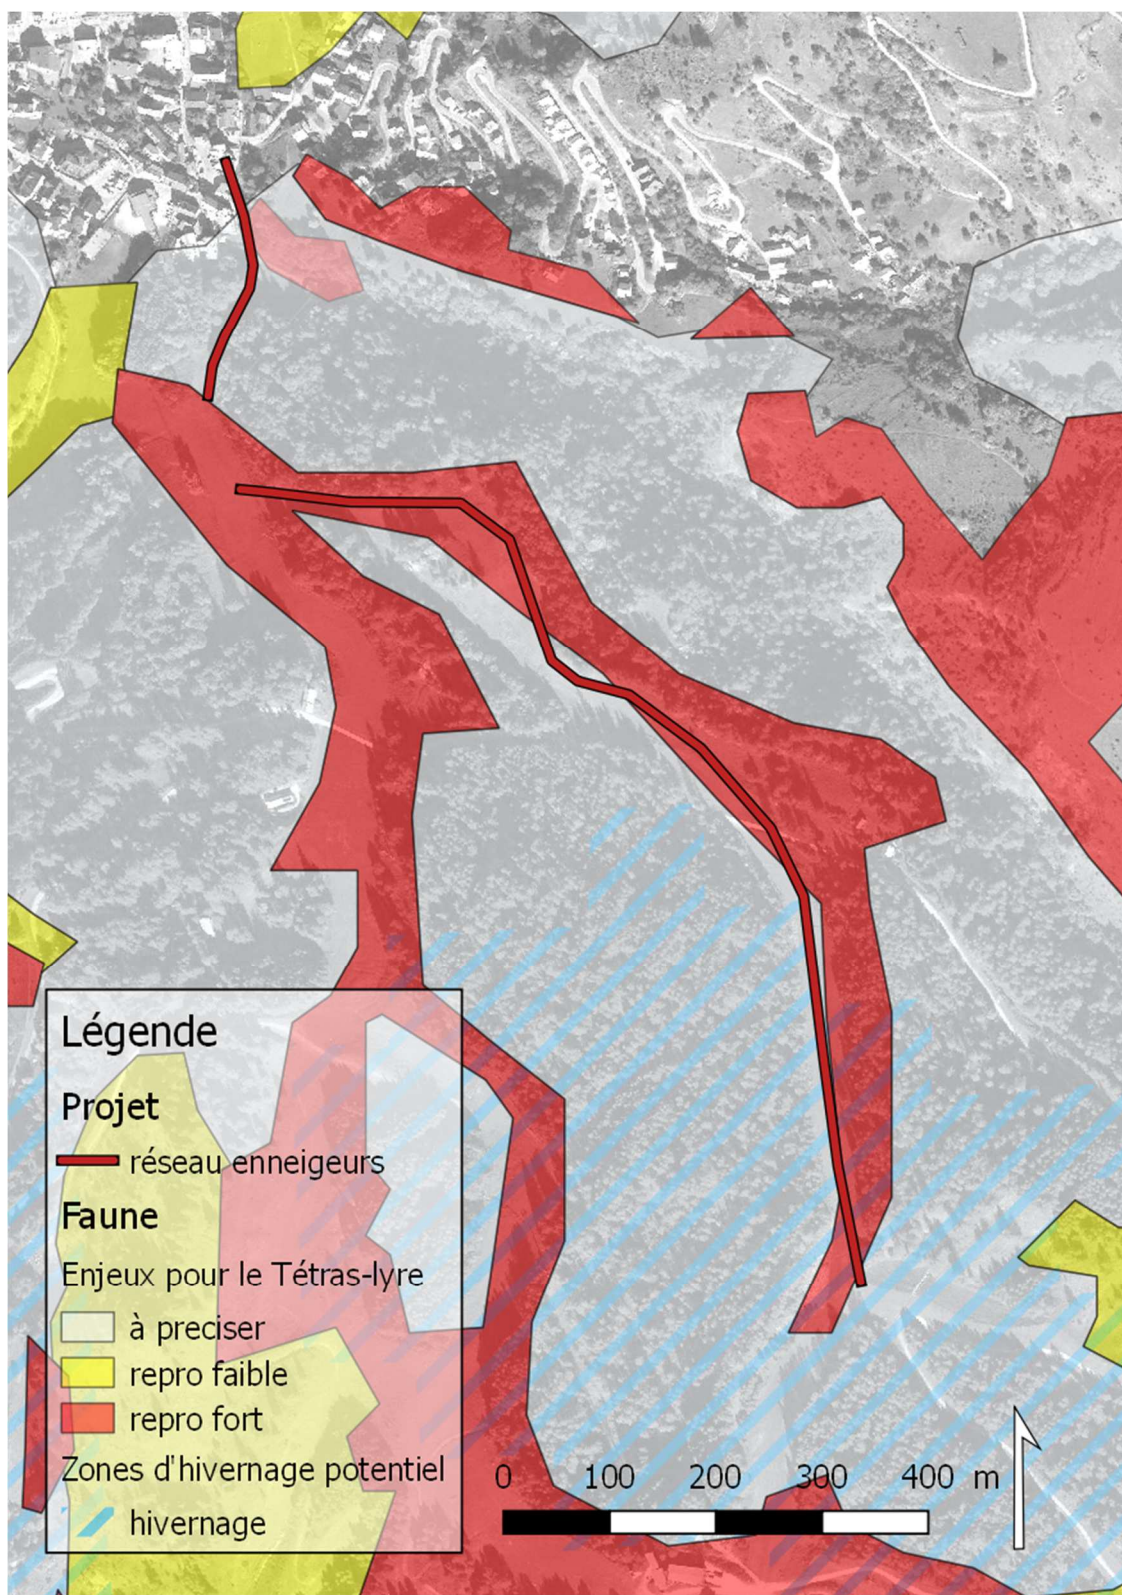 Légende
Projet
réseau enneigeurs
Faune
Enjeux pour le Tétras-lyre
à preciser
repro faible
repro fort
Zones d'hivernage potentiel
hivernage
0 100 200 300 400 m